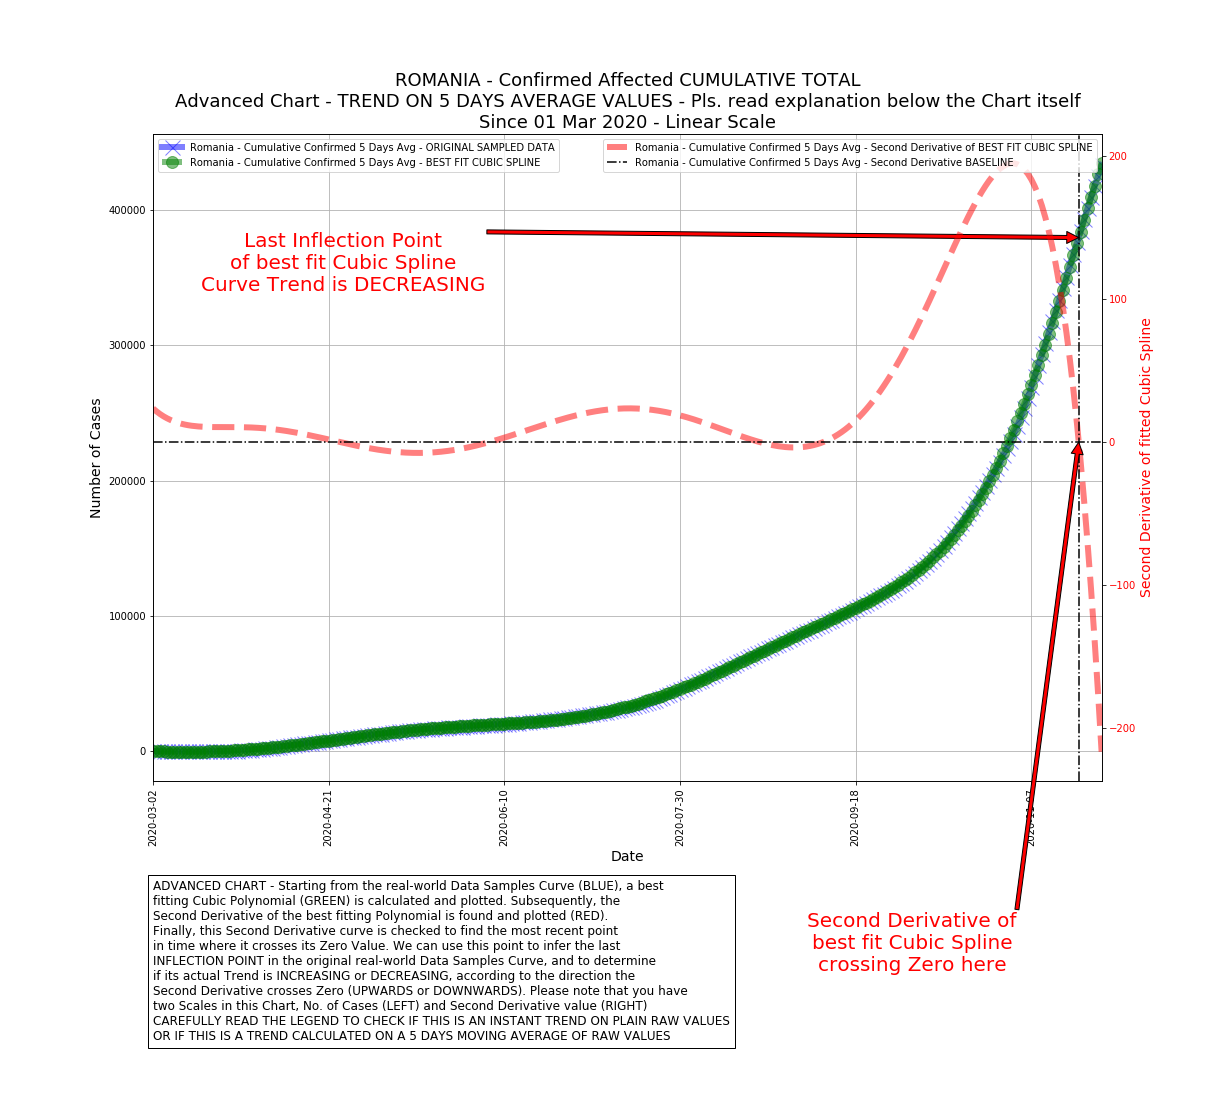 ROMANIA - Confirmed Affected CUMULATIVE TOTAL
Advanced Chart - TREND ON 5 DAYS AVERAGE VALUES - Pls. read explanation below the Chart itself
Since 01 Mar 2020 - Linear Scale
Romania - Cumulative Confirmed 5 Days Avg - ORIGINAL SAMPLED DATA
Romania - Cumulative Confirmed 5 Days Avg - BEST FIT CUBIC SPLINE
Romania - Cumulative Confirmed 5 Days Avg - Second Derivative of BEST FIT CUBIC SPLINE
Romania - Cumulative Confirmed 5 Days Avg - Second Derivative BASELINE
Last Inflection Point
of best fit Cubic Spline
Curve Trend is DECREASING
Number of Cases
400000
300000
200000
100000
0
200
100
0
−100
−200
Second Derivative of fitted Cubic Spline
2020-03-02
2020-04-21
2020-06-10
2020-07-30
2020-09-18
2020-11-07
Date
Second Derivative of
best fit Cubic Spline
crossing Zero here
ADVANCED CHART - Starting from the real-world Data Samples Curve (BLUE), a best
fitting Cubic Polynomial (GREEN) is calculated and plotted. Subsequently, the
Second Derivative of the best fitting Polynomial is found and plotted (RED).
Finally, this Second Derivative curve is checked to find the most recent point
in time where it crosses its Zero Value. We can use this point to infer the last
INFLECTION POINT in the original real-world Data Samples Curve, and to determine
if its actual Trend is INCREASING or DECREASING, according to the direction the
Second Derivative crosses Zero (UPWARDS or DOWNWARDS). Please note that you have
two Scales in this Chart, No. of Cases (LEFT) and Second Derivative value (RIGHT)
CAREFULLY READ THE LEGEND TO CHECK IF THIS IS AN INSTANT TREND ON PLAIN RAW VALUES
OR IF THIS IS A TREND CALCULATED ON A 5 DAYS MOVING AVERAGE OF RAW VALUES